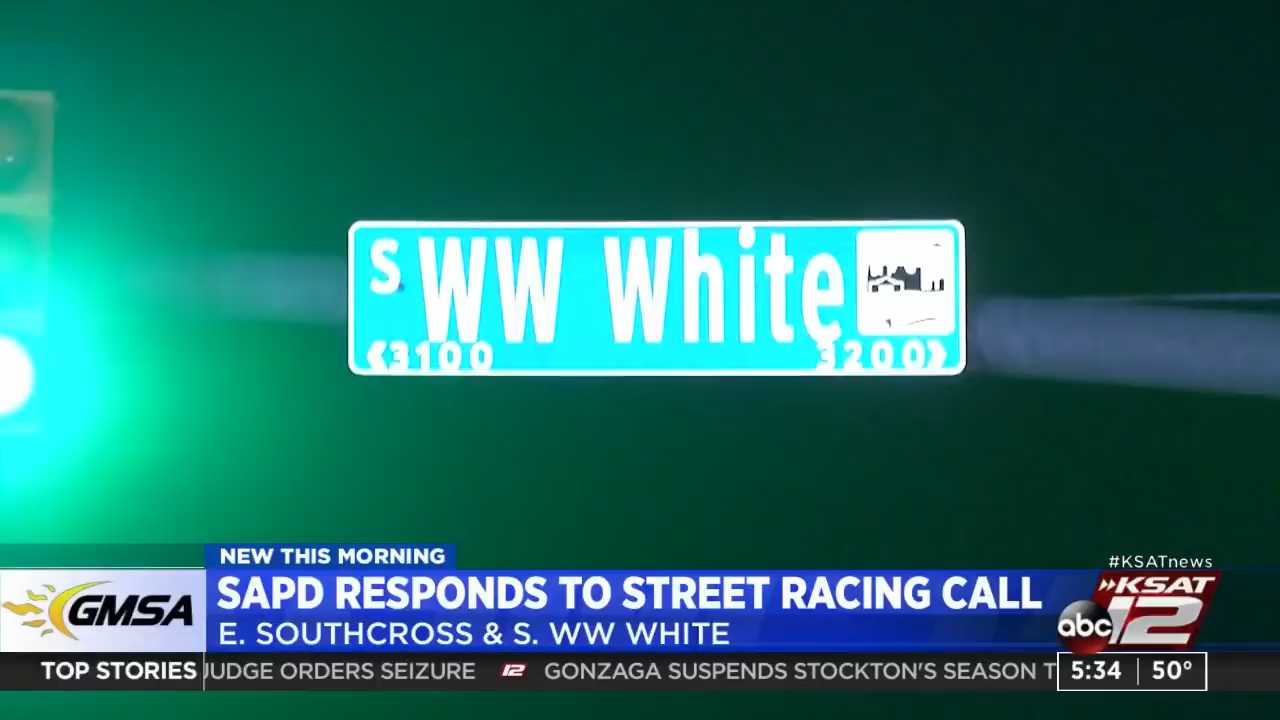 S WW White
<3100 3200>
NEW THIS MORNING
#KSATnews
GMSA
SAPD RESPONDS TO STREET RACING CALL
E. SOUTHCROSS & S. WW WHITE
KSAT
abc 12
TOP STORIES JUDGE ORDERS SEIZURE 12 GONZAGA SUSPENDS STOCKTON'S SEASON T 5:34 50°